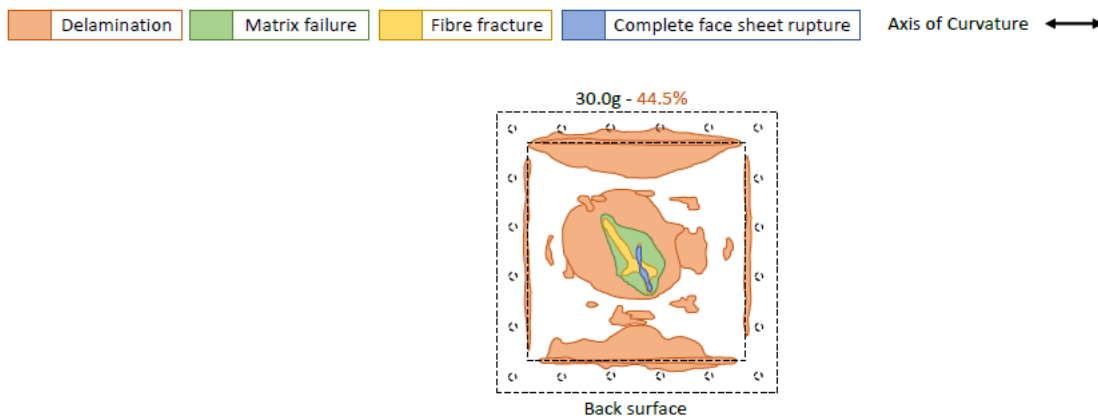 Delamination Matrix failure Fibre fracture Complete face sheet rupture Axis of Curvature
30.0g - 44.5%
Back surface